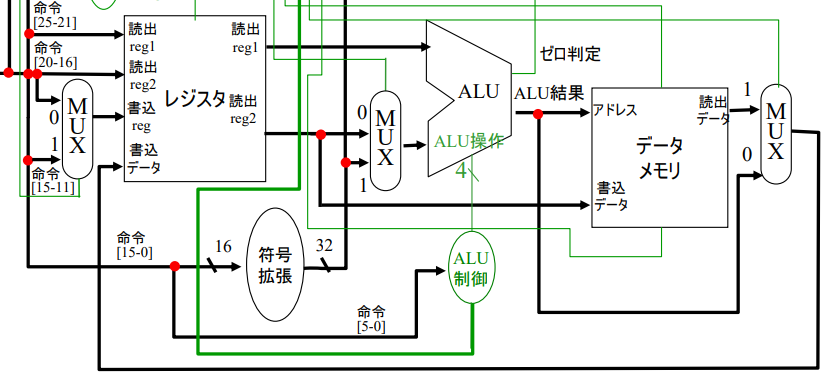 命令
[25-21]
命令
[20-16]
0
1
命令
[15-11]
MUX
読出
reg1
読出
reg2
書込
reg
書込
データ
レジスタ
読出
reg1
読出
reg2
0
1
MUX
ALU
ALU操作
4
ゼロ判定
ALU結果
アドレス
読出
データ
データ
メモリ
書込
データ
1
0
MUX
命令
[15-0]
16
符号
拡張
32
ALU
制御
命令
[5-0]